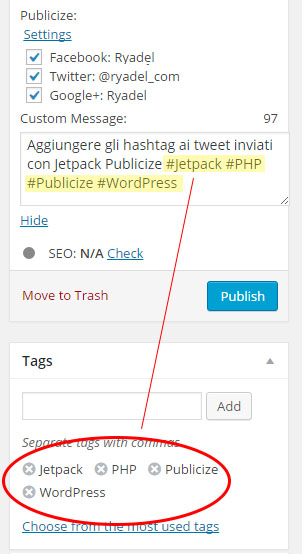 Publicize:
Settings
Facebook: Ryadel
Twitter: @ryadel_com
Google+: Ryadel
Custom Message: 97
Aggiungere gli hashtag ai tweet inviati
con Jetpack Publicize #Jetpack #PHP
#Publicize #WordPress
Hide
SEO: N/A Check
Move to Trash Publish
Tags
Add
Separate tags with commas
Jetpack PHP Publicize
WordPress
Choose from the most used tags